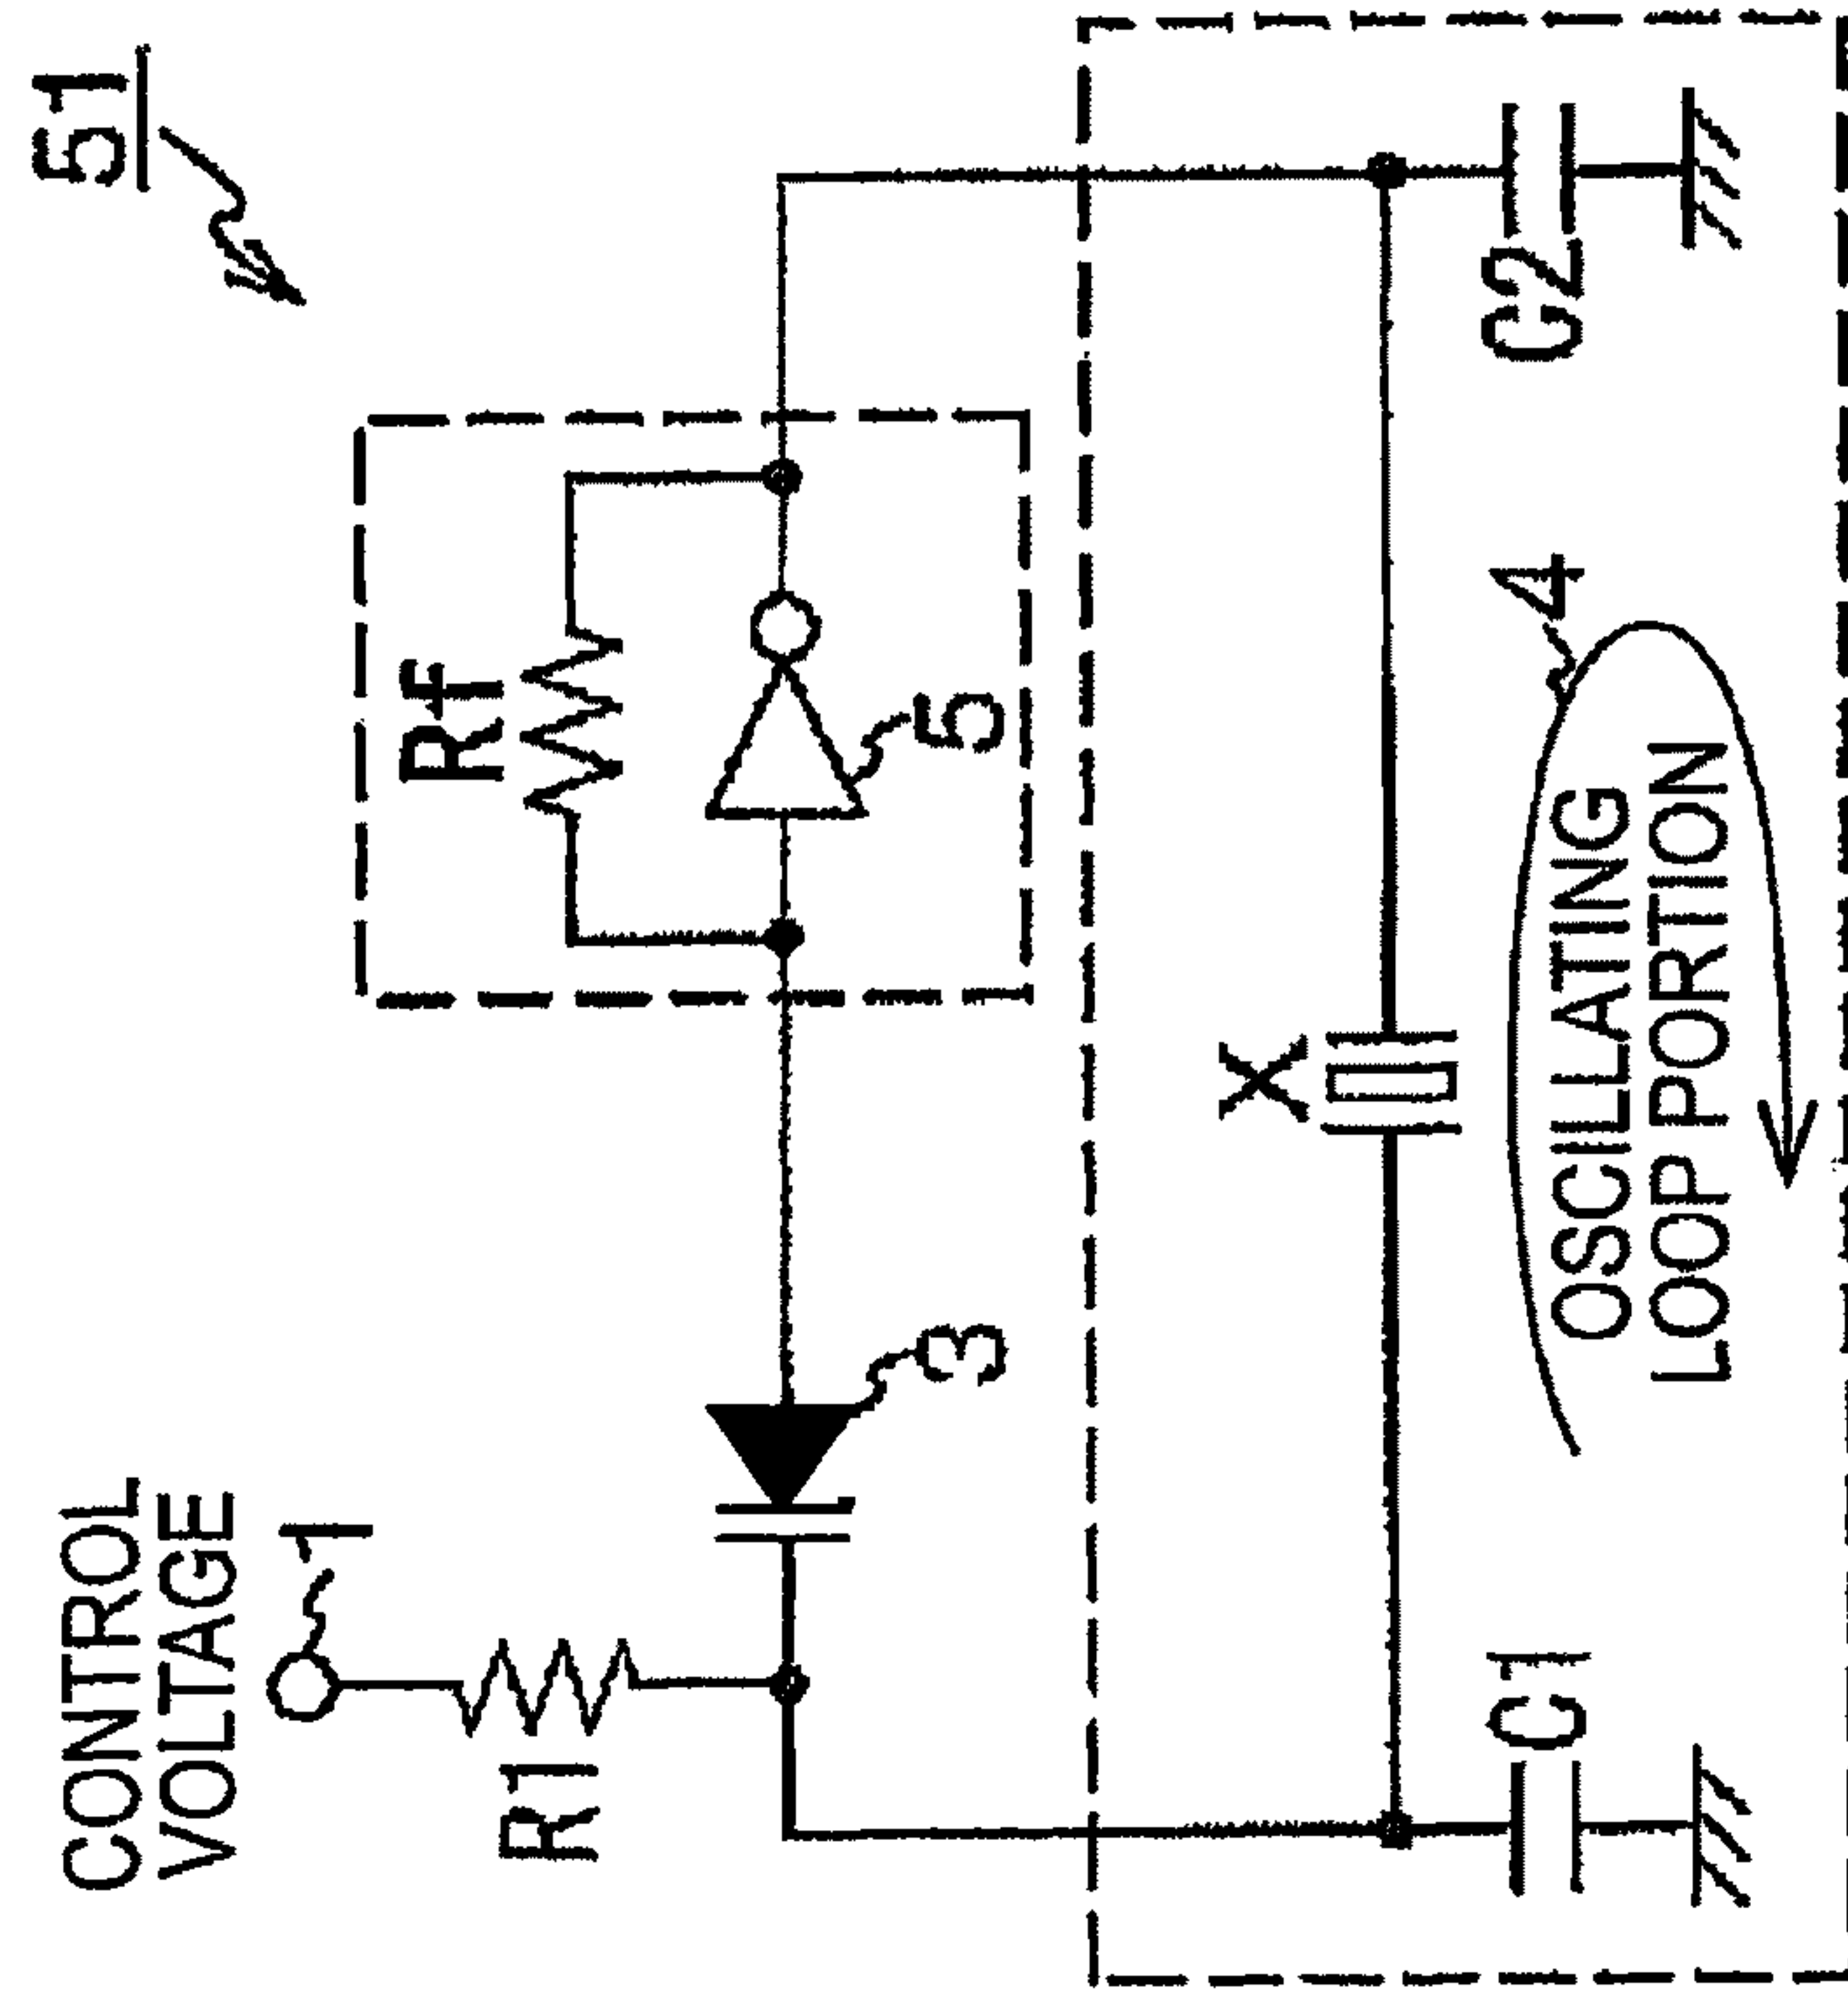 51
CONTROL
VOLTAGE
1
Rf
R1
5
3
X
C1
C2
4
OSCILLATING
LOOP PORTION